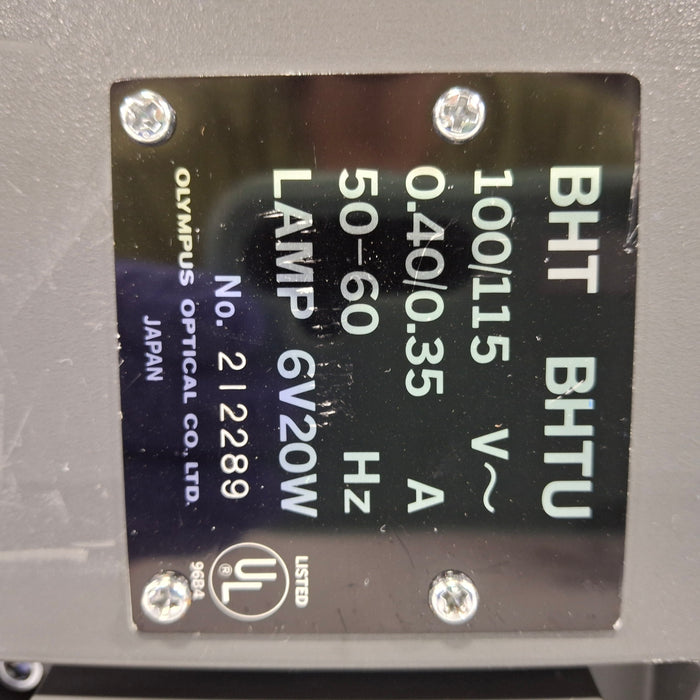 BHT BHTU
100/115 V~
0.40/0.35 A
50-60 Hz
LAMP 6V20W
No. 212289
OLYMPUS OPTICAL CO., LTD.
JAPAN
LISTED
UL®
9684